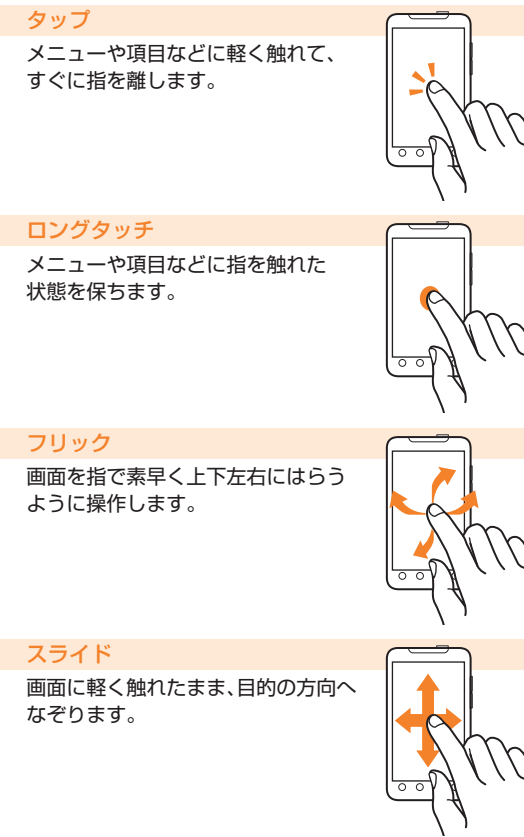 タップ
メニューや項目などに軽く触れて、
すぐに指を離します。
ロングタッチ
メニューや項目などに指を触れた
状態を保ちます。
フリック
画面を指で素早く上下左右にはらう
ように操作します。
スライド
画面に軽く触れたまま、目的の方向へ
なぞります。